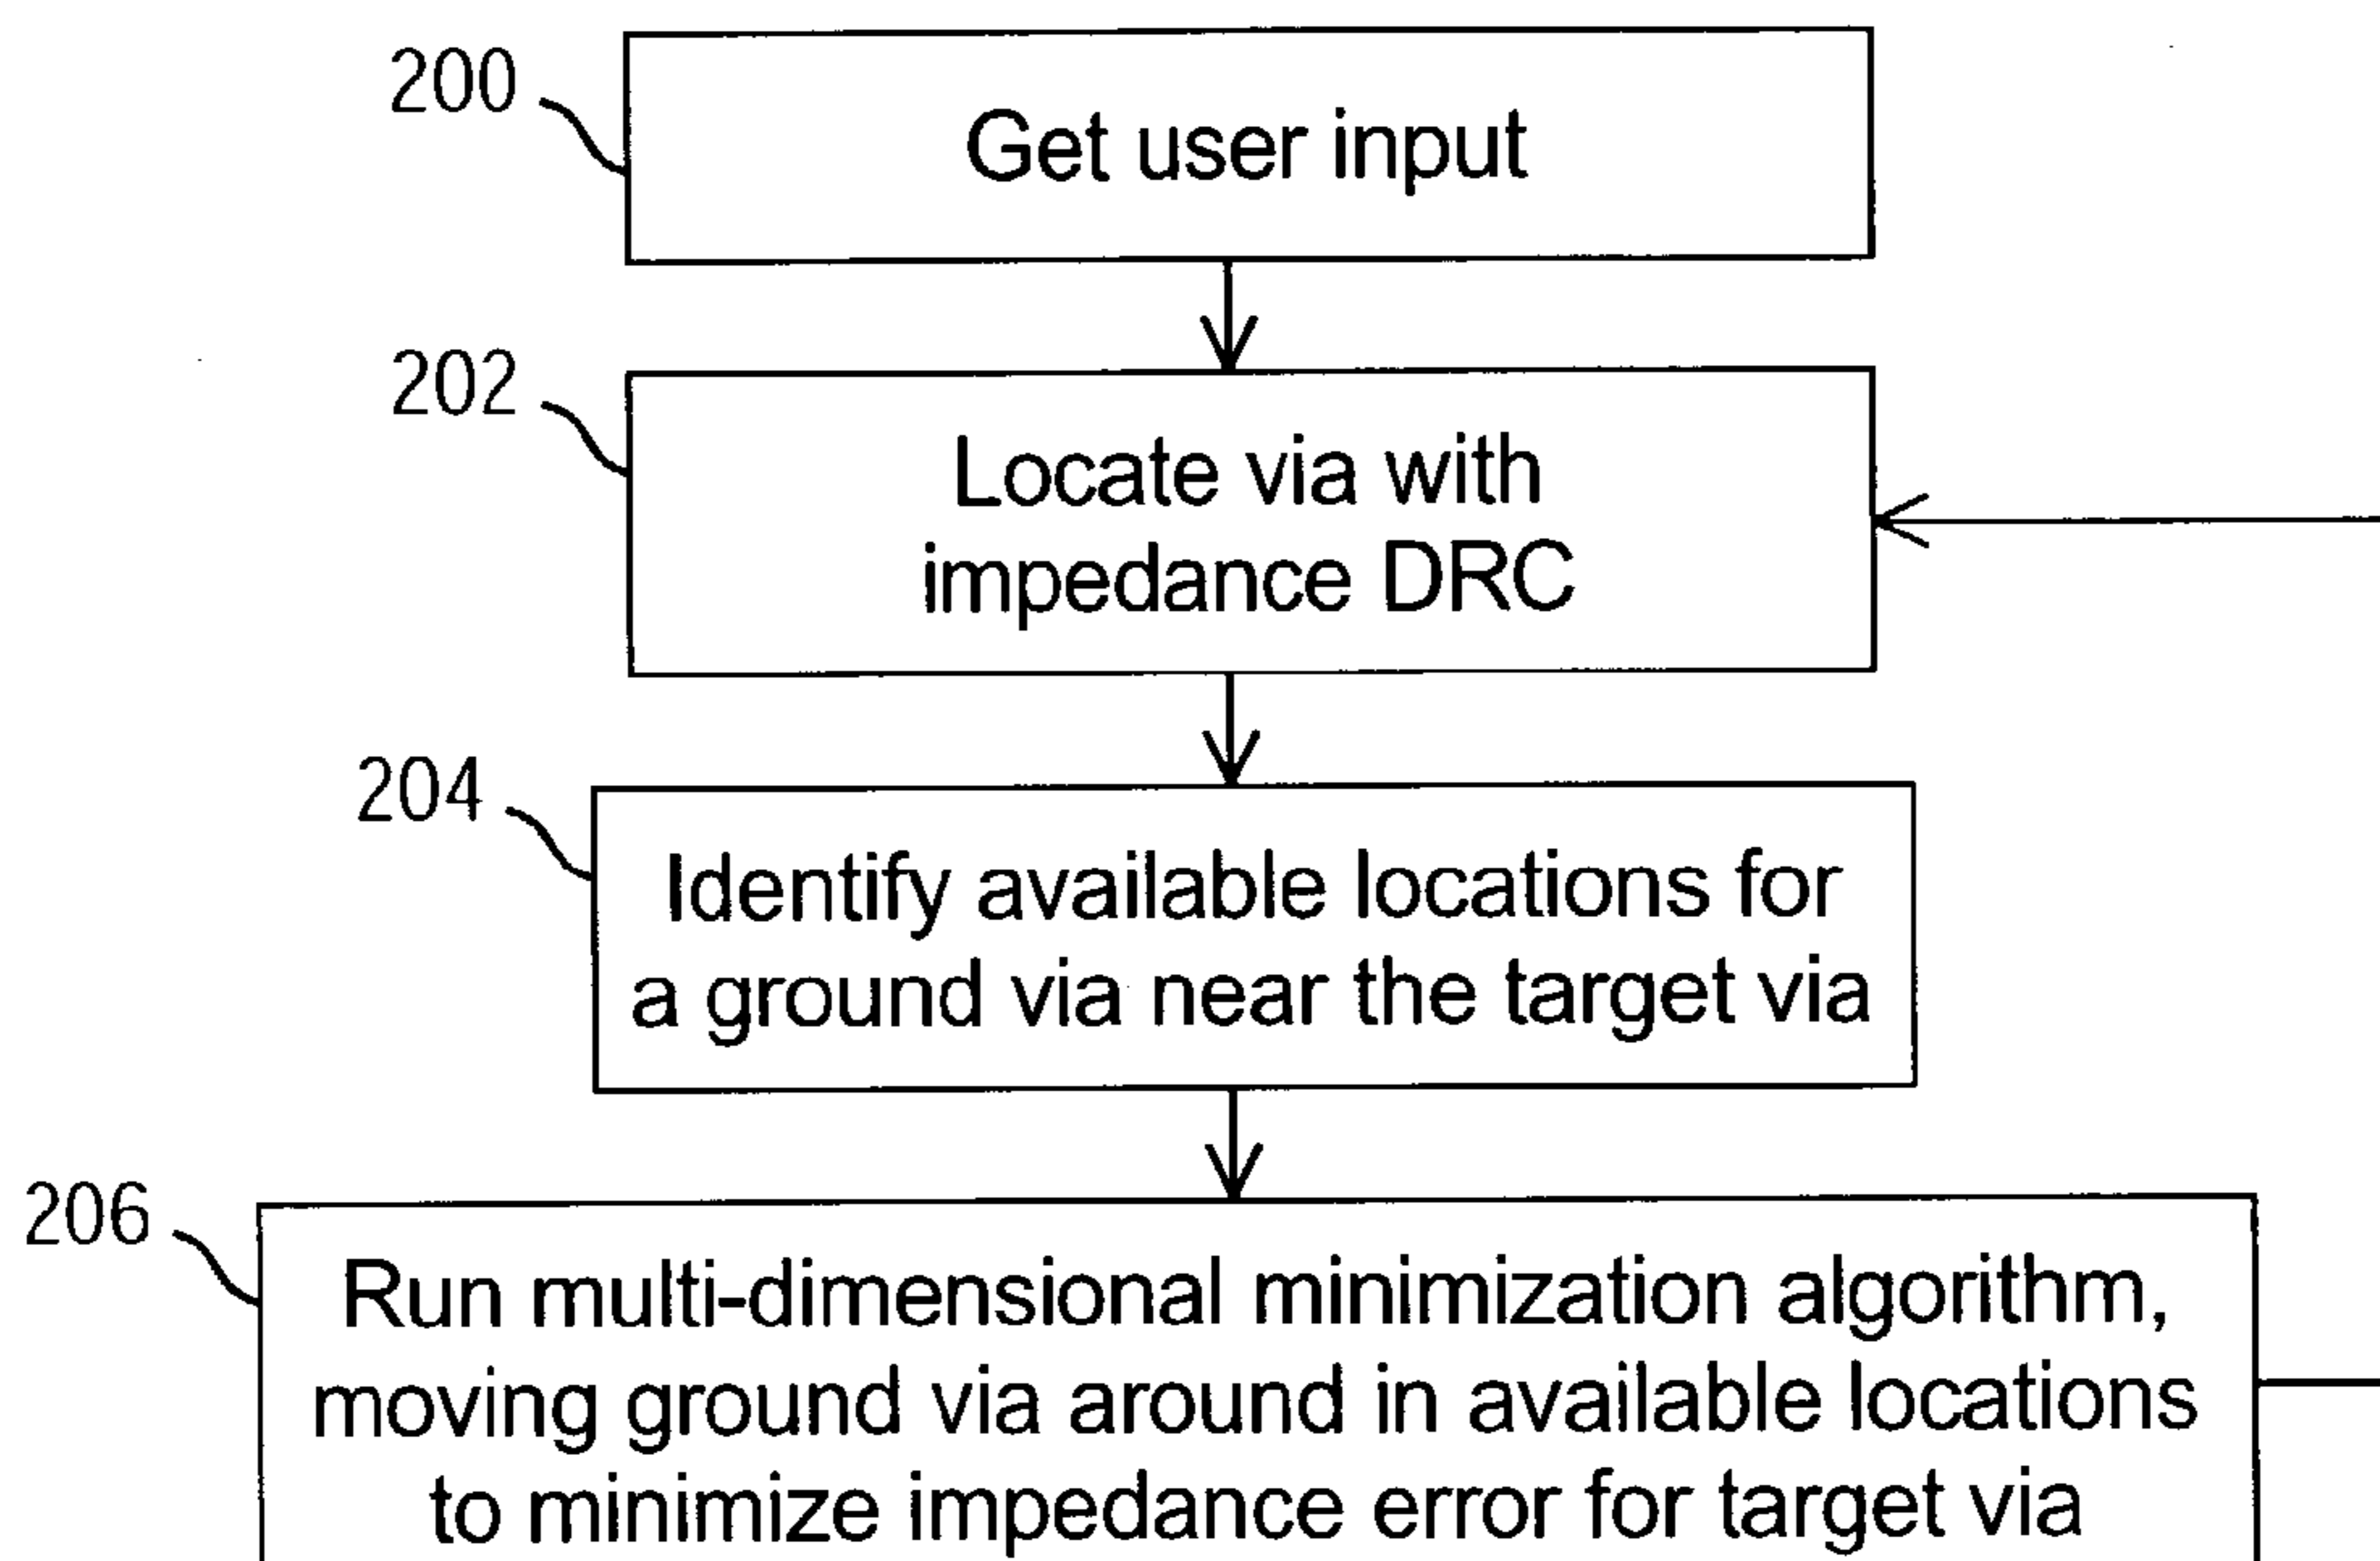 200
Get user input
202
Locate via with
impedance DRC
204
Identify available locations for
a ground via near the target via
206
Run multi-dimensional minimization algorithm,
moving ground via around in available locations
to minimize impedance error for target via